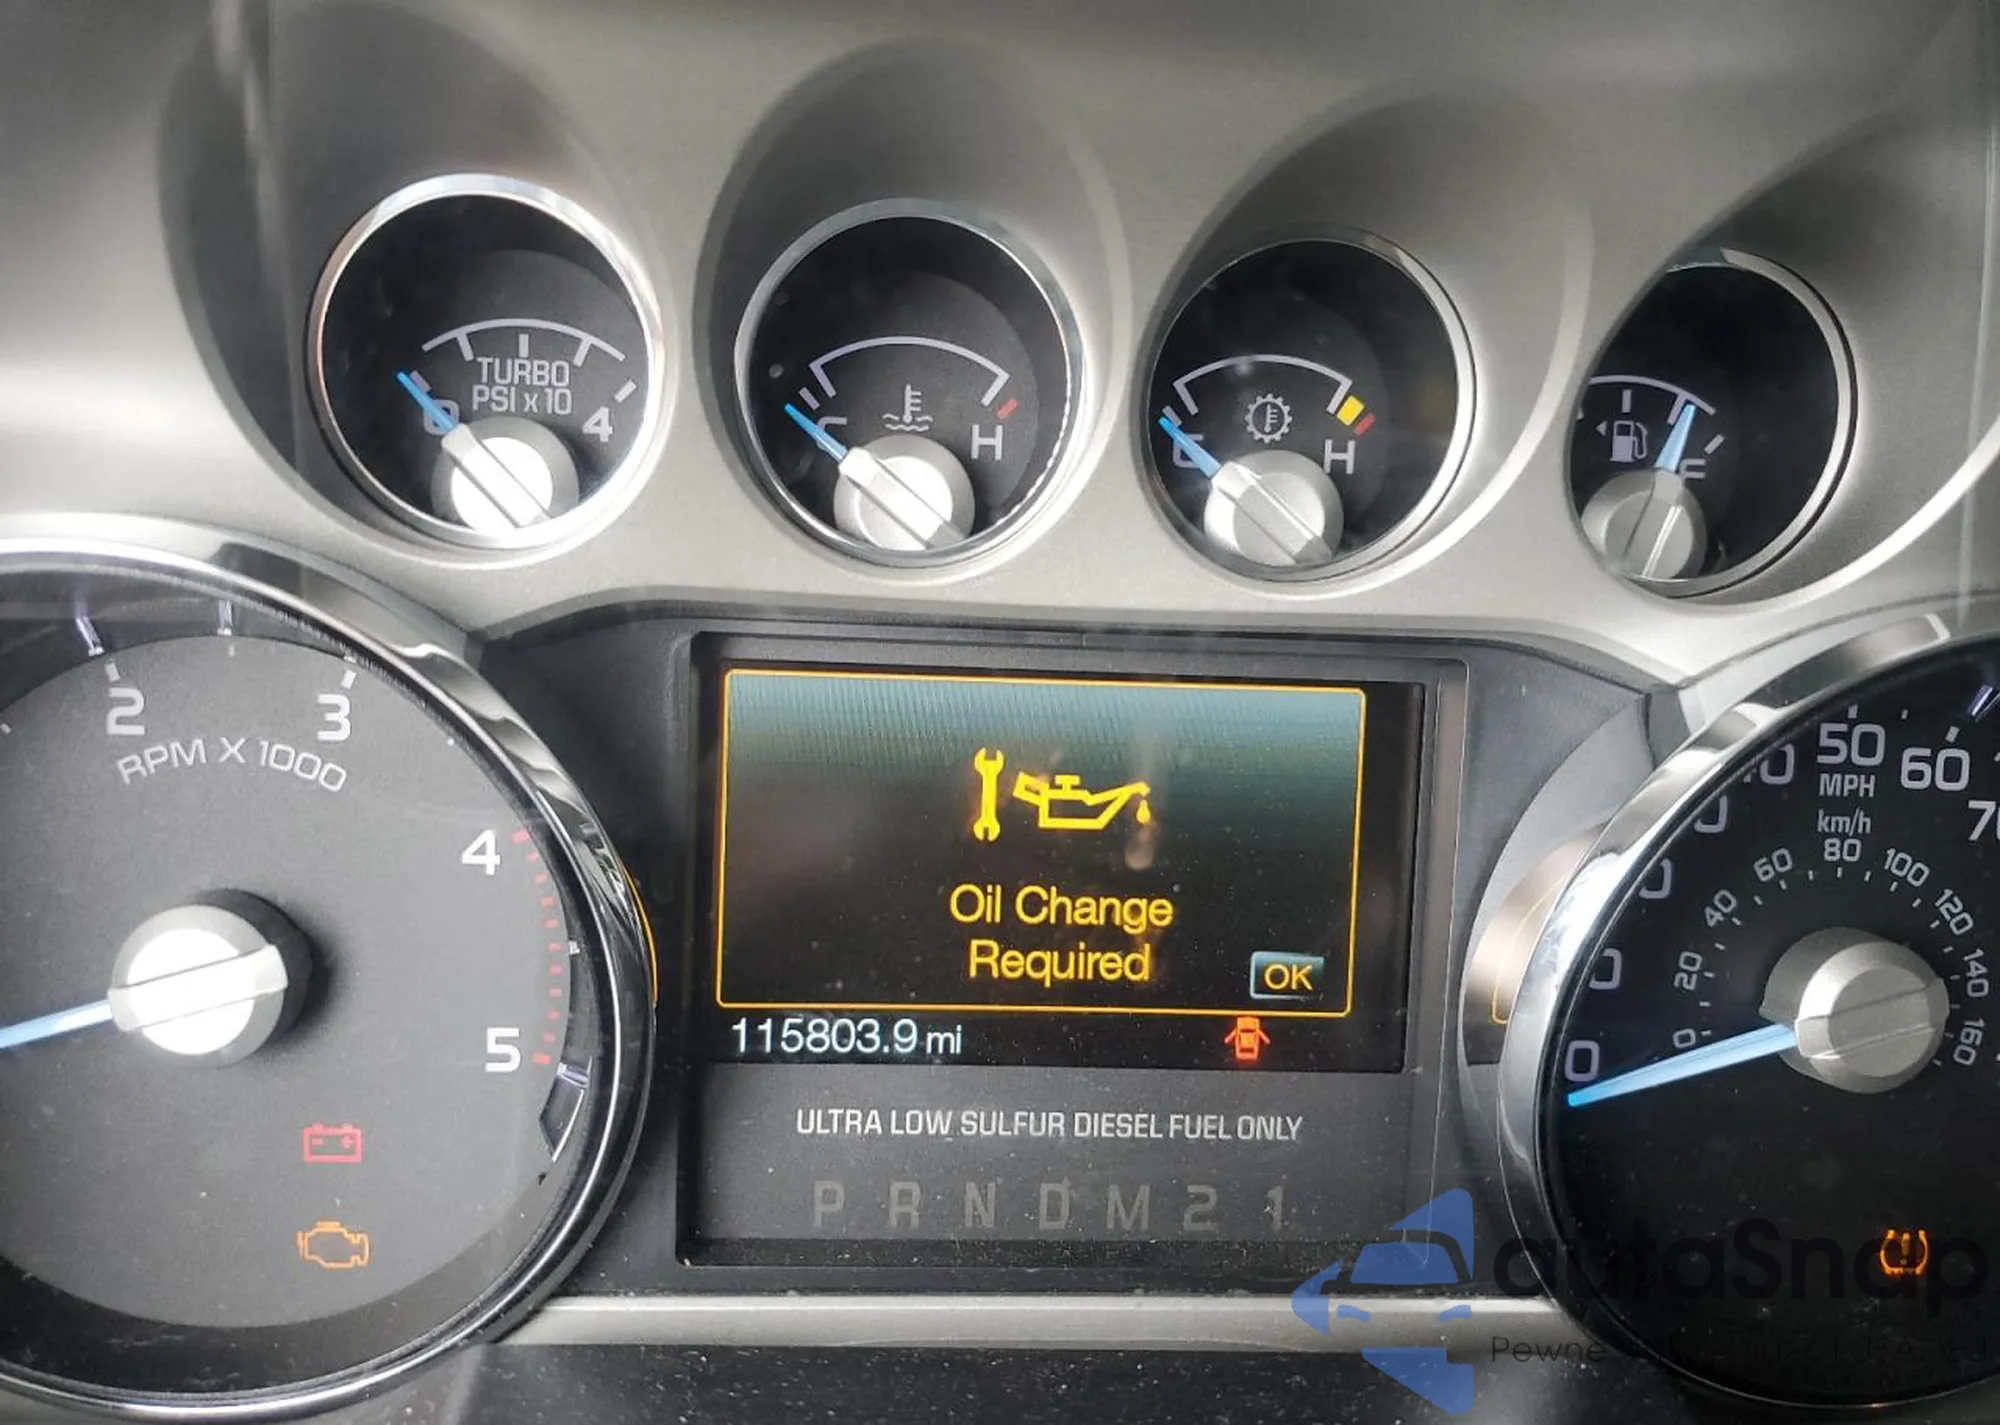 TURBO
PSI x 10
0
4
C
H
C
H
F
2
3
RPM X 1000
4
5
Oil Change
Required
OK
115803.9 mi
ULTRA LOW SULFUR DIESEL FUEL ONLY
P R N D M 2 1
50
60
MPH
km/h
0 20 40 60 80 100 120 140 160
0
autaSnap